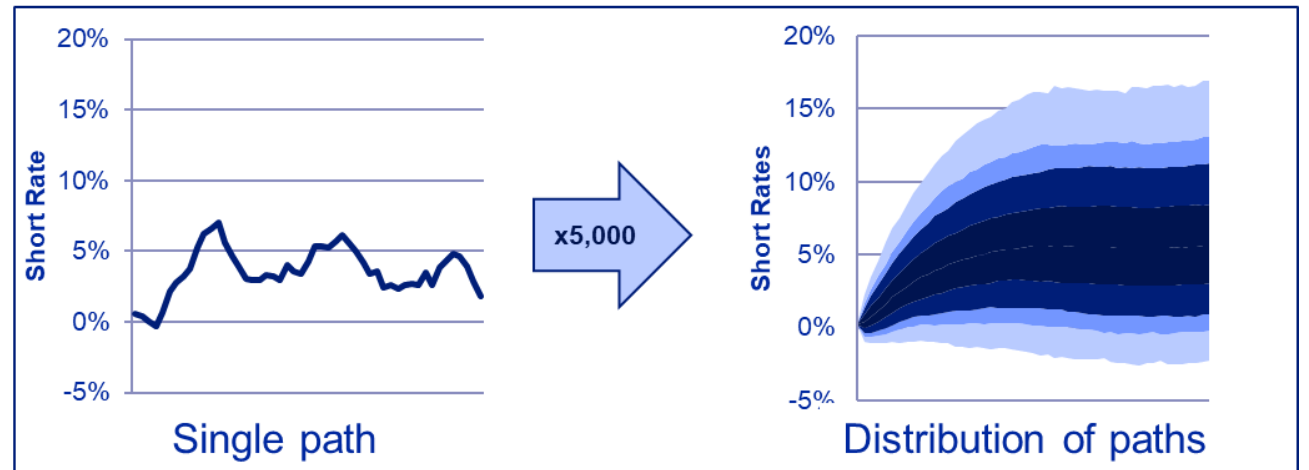 20%
15%
10%
5%
0%
-5%
Short Rate
Single path
x5,000
20%
15%
10%
5%
0%
-5%
Short Rates
Distribution of paths